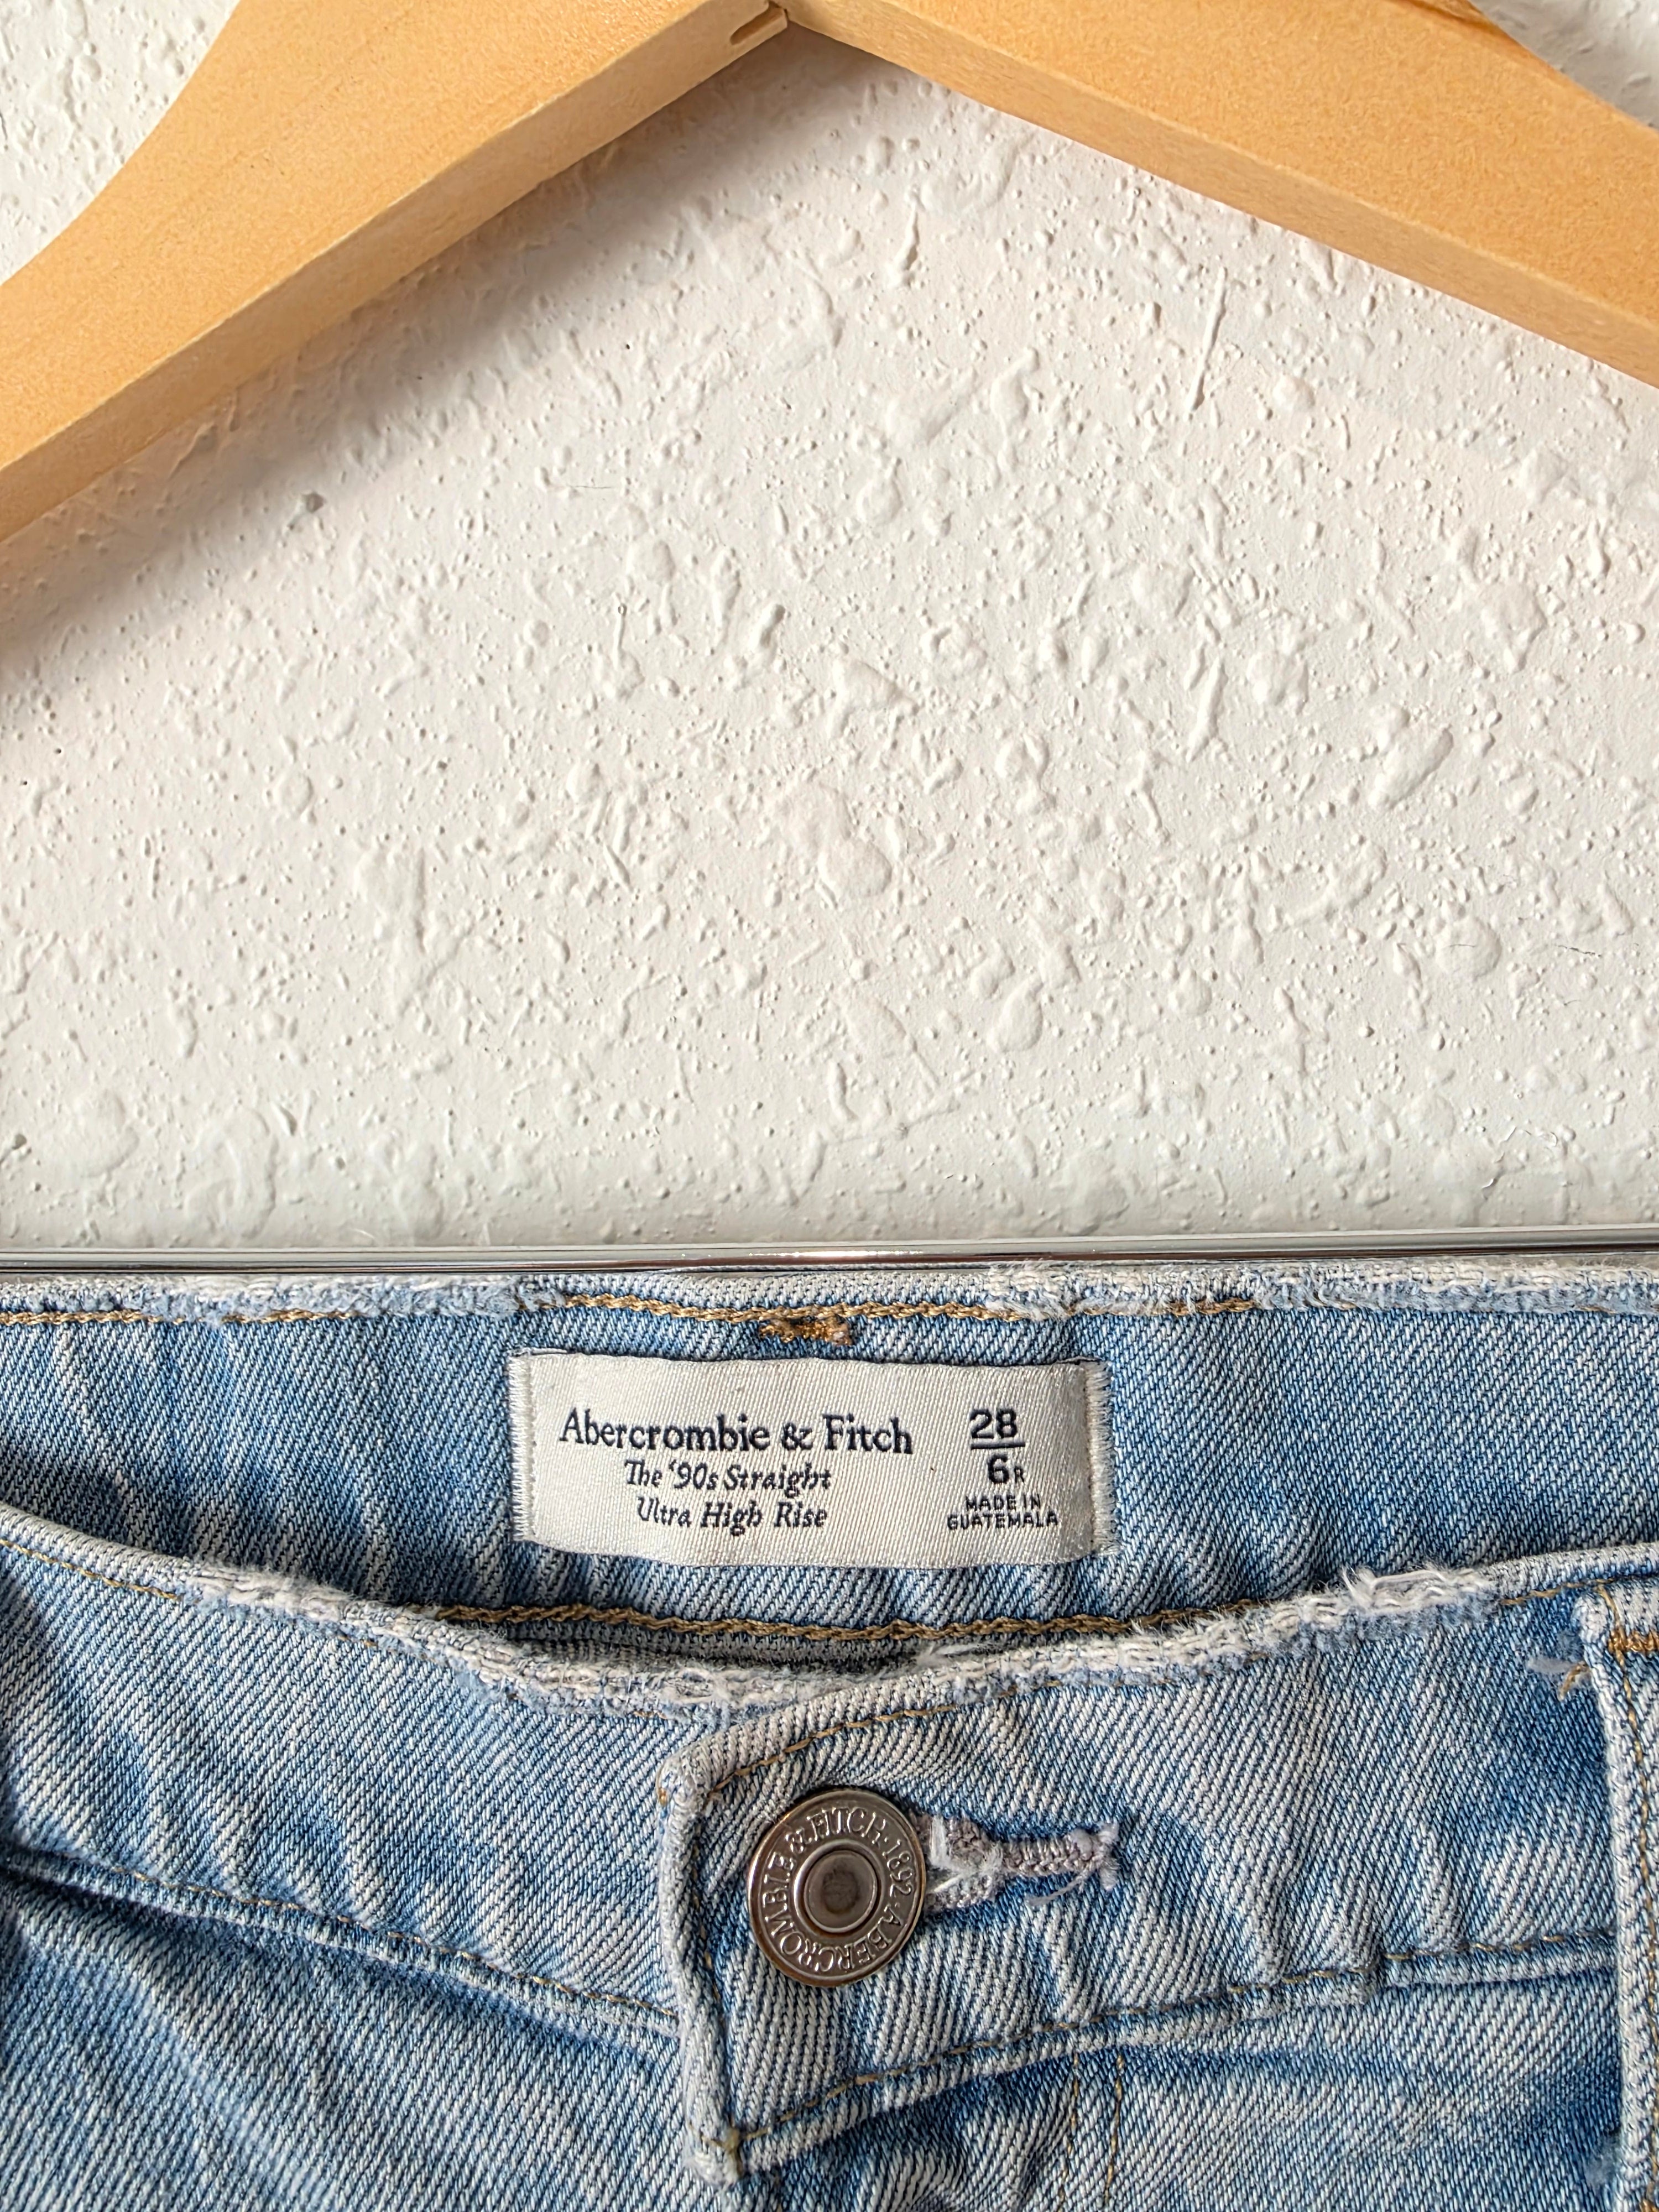 Abercrombie & Fitch
The '90s Straight
Ultra High Rise
28
6R
MADE IN
GUATEMALA
ABERCROMBIE & FITCH · 1892 ·